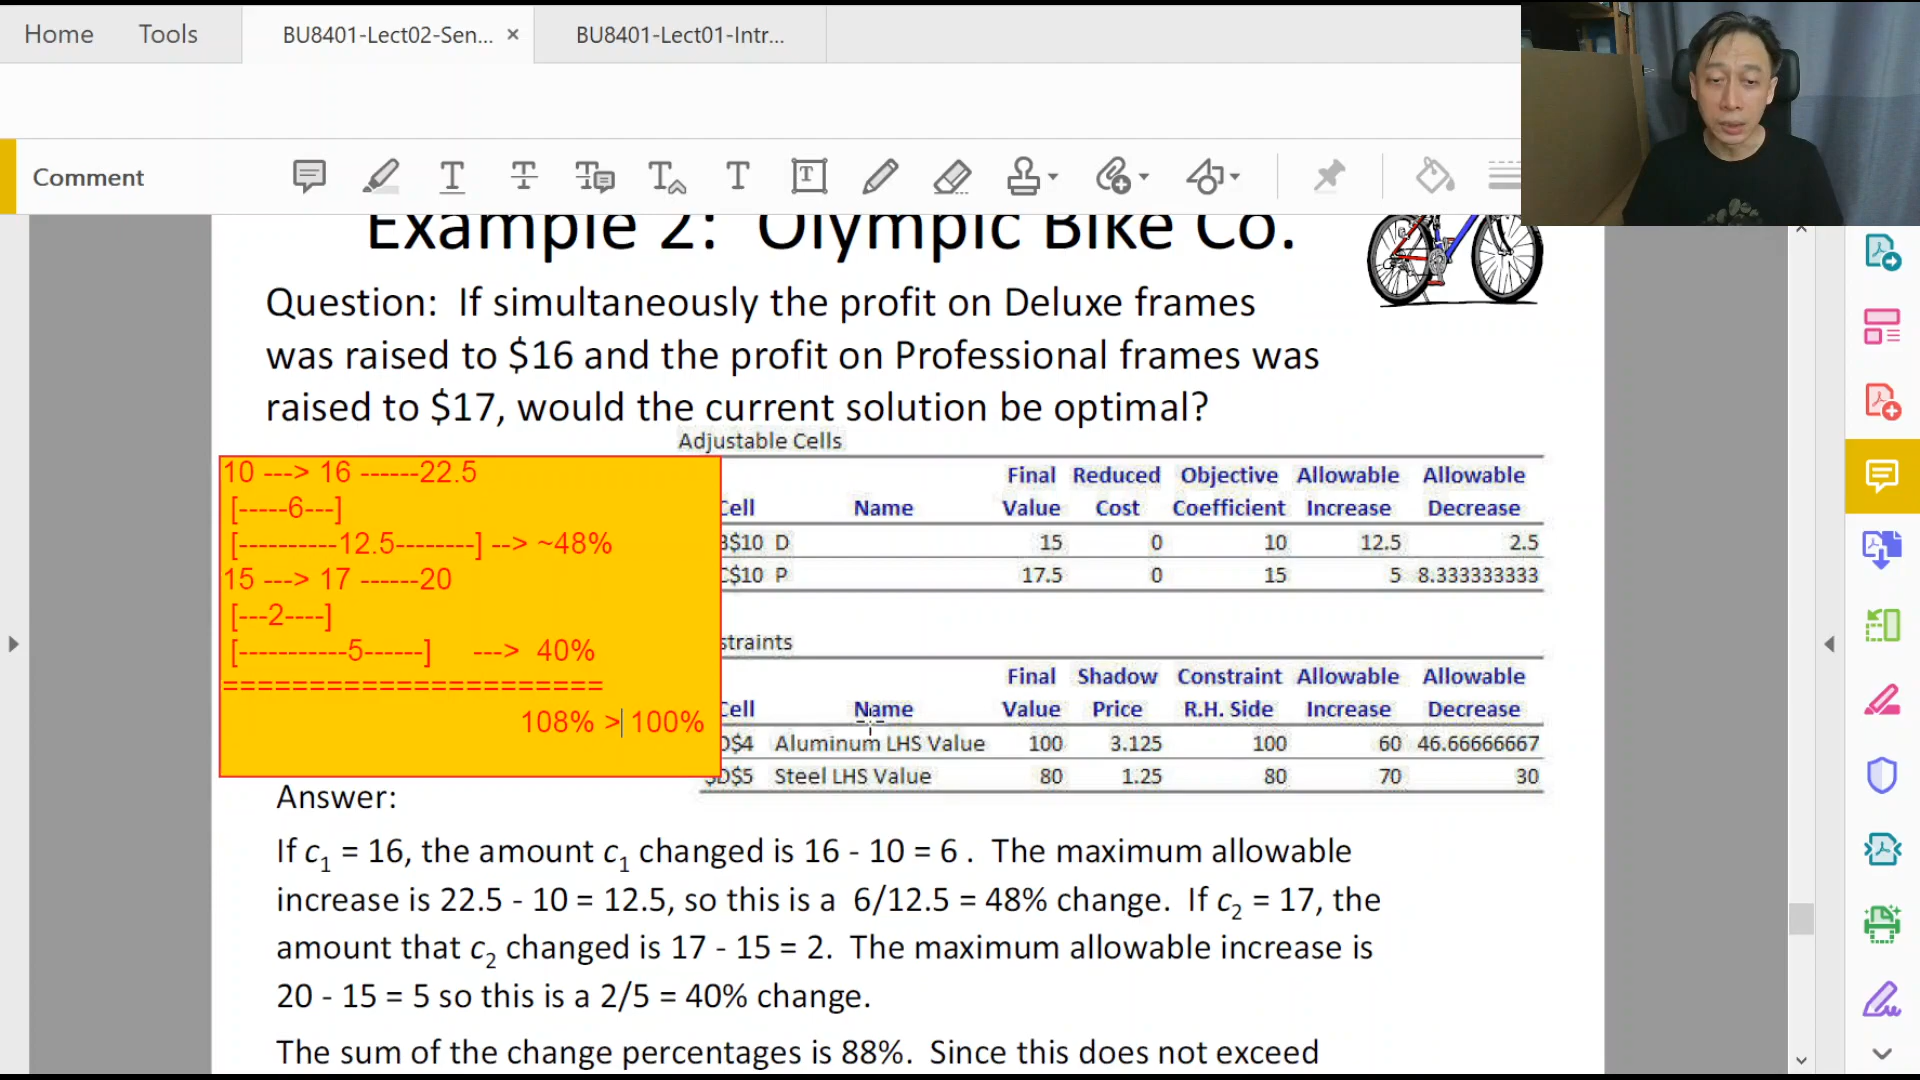 Home Tools BU8401-Lect02-Sen... × BU8401-Lect01-Intr...
Comment
Example 2: Olympic Bike Co.
Question: If simultaneously the profit on Deluxe frames
was raised to $16 and the profit on Professional frames was
raised to $17, would the current solution be optimal?
10 ---> 16 ------22.5
[-----6---]
[----------12.5--------] --> ~48%
15 ---> 17 ------20
[---2----]
[-----------5------] ---> 40%
======================
108% > 100%
Adjustable Cells
Final Reduced Objective Allowable Allowable
Cell Name Value Cost Coefficient Increase Decrease
B$10 D 15 0 10 12.5 2.5
C$10 P 17.5 0 15 5 8.333333333
straints
Final Shadow Constraint Allowable Allowable
Cell Name Value Price R.H. Side Increase Decrease
D$4 Aluminum LHS Value 100 3.125 100 60 46.66666667
$D$5 Steel LHS Value 80 1.25 80 70 30
Answer:
If c1 = 16, the amount c1 changed is 16 - 10 = 6 . The maximum allowable
increase is 22.5 - 10 = 12.5, so this is a 6/12.5 = 48% change. If c2 = 17, the
amount that c2 changed is 17 - 15 = 2. The maximum allowable increase is
20 - 15 = 5 so this is a 2/5 = 40% change.
The sum of the change percentages is 88%. Since this does not exceed